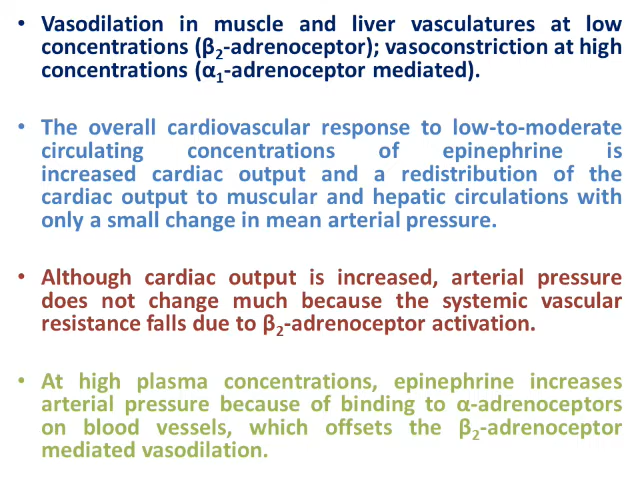 • Vasodilation in muscle and liver vasculatures at low
concentrations (β₂-adrenoceptor); vasoconstriction at high
concentrations (α₁-adrenoceptor mediated).
• The overall cardiovascular response to low-to-moderate
circulating concentrations of epinephrine is
increased cardiac output and a redistribution of the
cardiac output to muscular and hepatic circulations with
only a small change in mean arterial pressure.
• Although cardiac output is increased, arterial pressure
does not change much because the systemic vascular
resistance falls due to β₂-adrenoceptor activation.
• At high plasma concentrations, epinephrine increases
arterial pressure because of binding to α-adrenoceptors
on blood vessels, which offsets the β₂-adrenoceptor
mediated vasodilation.